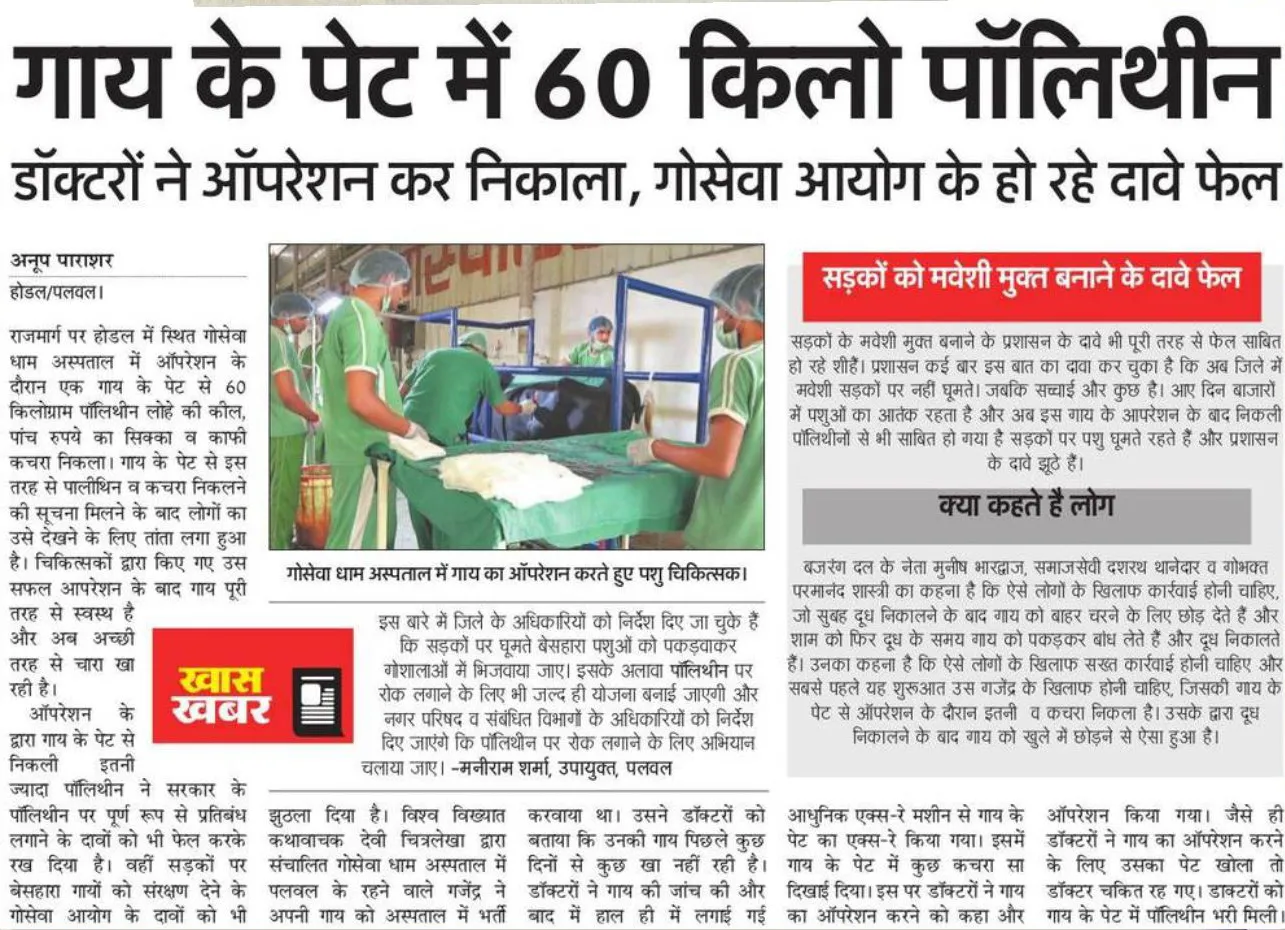 गाय के पेट में 60 किलो पॉलिथीन
डॉक्टरों ने ऑपरेशन कर निकाला, गोसेवा आयोग के हो रहे दावे फेल
अनूप पाराशर
होडल/पलवल।
राजमार्ग पर होडल में स्थित गोसेवा
धाम अस्पताल में ऑपरेशन के
दौरान एक गाय के पेट से 60
किलोग्राम पॉलिथीन लोहे की कील,
पांच रुपये का सिक्का व काफी
कचरा निकला। गाय के पेट से इस
तरह से पालीथिन व कचरा निकलने
की सूचना मिलने के बाद लोगों का
उसे देखने के लिए तांता लगा हुआ
है। चिकित्सकों द्वारा किए गए उस
सफल आपरेशन के बाद गाय पूरी
तरह से स्वस्थ है
और अब अच्छी
तरह से चारा खा
रही है।
ऑपरेशन के
द्वारा गाय के पेट से
निकली इतनी
ज्यादा पॉलिथीन ने सरकार के
पॉलिथीन पर पूर्ण रूप से प्रतिबंध
लगाने के दावों को भी फेल करके
रख दिया है। वहीं सड़कों पर
बेसहारा गायों को संरक्षण देने के
गोसेवा आयोग के दावों को भी
खास
खबर
गोसेवा धाम अस्पताल में गाय का ऑपरेशन करते हुए पशु चिकित्सक।
इस बारे में जिले के अधिकारियों को निर्देश दिए जा चुके हैं
कि सड़कों पर घूमते बेसहारा पशुओं को पकड़वाकर
गोशालाओं में भिजवाया जाए। इसके अलावा पॉलिथीन पर
रोक लगाने के लिए भी जल्द ही योजना बनाई जाएगी और
नगर परिषद व संबंधित विभागों के अधिकारियों को निर्देश
दिए जाएंगे कि पॉलिथीन पर रोक लगाने के लिए अभियान
चलाया जाए। -मनीराम शर्मा, उपायुक्त, पलवल
झुठला दिया है। विश्व विख्यात
कथावाचक देवी चित्रलेखा द्वारा
संचालित गोसेवा धाम अस्पताल में
पलवल के रहने वाले गजेंद्र ने
अपनी गाय को अस्पताल में भर्ती
करवाया था। उसने डॉक्टरों को
बताया कि उनकी गाय पिछले कुछ
दिनों से कुछ खा नहीं रही है।
डॉक्टरों ने गाय की जांच की और
बाद में हाल ही में लगाई गई
आधुनिक एक्स-रे मशीन से गाय के
पेट का एक्स-रे किया गया। इसमें
गाय के पेट में कुछ कचरा सा
दिखाई दिया। इस पर डॉक्टरों ने गाय
का ऑपरेशन करने को कहा और
ऑपरेशन किया गया। जैसे ही
डॉक्टरों ने गाय का ऑपरेशन करने
के लिए उसका पेट खोला तो
डॉक्टर चकित रह गए। डाक्टरों को
गाय के पेट में पॉलिथीन भरी मिली।
सड़कों को मवेशी मुक्त बनाने के दावे फेल
सड़कों के मवेशी मुक्त बनाने के प्रशासन के दावे भी पूरी तरह से फेल साबित
हो रहे शीहैं। प्रशासन कई बार इस बात का दावा कर चुका है कि अब जिले में
मवेशी सड़कों पर नहीं घूमते। जबकि सच्चाई और कुछ है। आए दिन बाजारों
में पशुओं का आतंक रहता है और अब इस गाय के आपरेशन के बाद निकली
पॉलिथीनों से भी साबित हो गया है सड़कों पर पशु घूमते रहते हैं और प्रशासन
के दावे झूठे हैं।
क्या कहते है लोग
बजरंग दल के नेता मुनीष भारद्वाज, समाजसेवी दशरथ थानेदार व गोभक्त
परमानंद शास्त्री का कहना है कि ऐसे लोगों के खिलाफ कार्रवाई होनी चाहिए,
जो सुबह दूध निकालने के बाद गाय को बाहर चरने के लिए छोड़ देते हैं और
शाम को फिर दूध के समय गाय को पकड़कर बांध लेते हैं और दूध निकालते
हैं। उनका कहना है कि ऐसे लोगों के खिलाफ सख्त कार्रवाई होनी चाहिए और
सबसे पहले यह शुरूआत उस गजेंद्र के खिलाफ होनी चाहिए, जिसकी गाय के
पेट से ऑपरेशन के दौरान इतनी व कचरा निकला है। उसके द्वारा दूध
निकालने के बाद गाय को खुले में छोड़ने से ऐसा हुआ है।